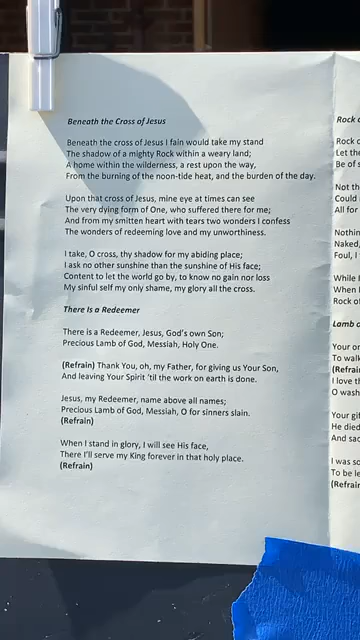 Beneath the Cross of Jesus
Beneath the cross of Jesus I fain would take my stand
The shadow of a mighty Rock within a weary land;
A home within the wilderness, a rest upon the way,
From the burning of the noon-tide heat, and the burden of the day.
Upon that cross of Jesus, mine eye at times can see
The very dying form of One, who suffered there for me;
And from my smitten heart with tears two wonders I confess
The wonders of redeeming love and my unworthiness.
I take, O cross, thy shadow for my abiding place;
I ask no other sunshine than the sunshine of His face;
Content to let the world go by, to know no gain nor loss
My sinful self my only shame, my glory all the cross.
There Is a Redeemer
There is a Redeemer, Jesus, God's own Son;
Precious Lamb of God, Messiah, Holy One.
(Refrain) Thank You, oh, my Father, for giving us Your Son,
And leaving Your Spirit 'til the work on earth is done.
Jesus, my Redeemer, name above all names;
Precious Lamb of God, Messiah, O for sinners slain.
(Refrain)
When I stand in glory, I will see His face,
There I'll serve my King forever in that holy place.
(Refrain)
Rock
Rock
Let the
Be of
Not th
Could
All for
Nothin
Naked,
Foul, I
While
When
Rock of
Lamb
Your on
To walk
(Refrai
I love th
O wash
Your gif
He died
And sac
I was so
To be le
(Refrain